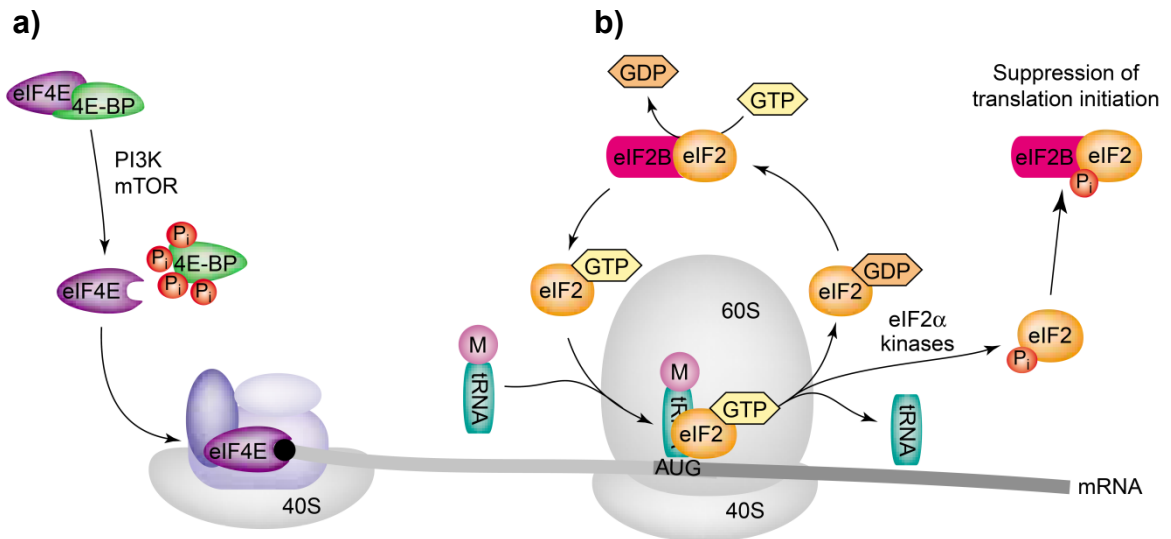 a)
eIF4E
4E-BP
PI3K
mTOR
Pi
Pi
Pi
Pi
4E-BP
eIF4E
eIF4E
40S
b)
GDP
GTP
eIF2B
eIF2
eIF2
GTP
60S
eIF2
GDP
M
tRNA
M
tRNA
eIF2
GTP
AUG
40S
tRNA
mRNA
eIF2α
kinases
eIF2
Pi
Suppression of
translation initiation
eIF2B
eIF2
Pi